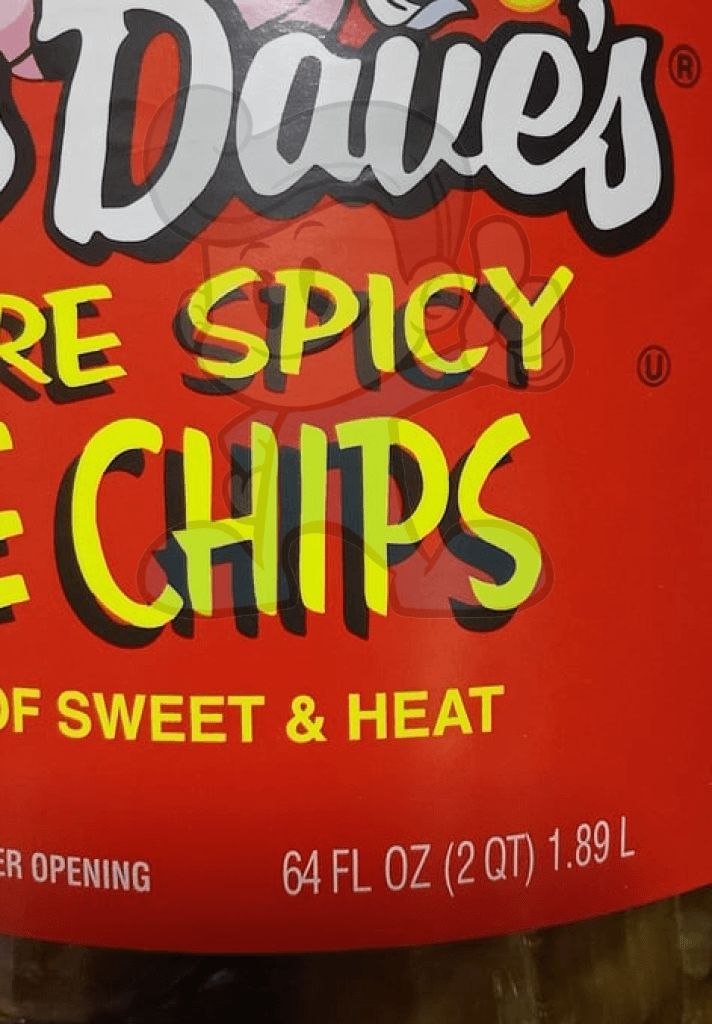 Dave's ®
RE SPICY
Ⓤ
E CHIPS
OF SWEET & HEAT
ER OPENING
64 FL OZ (2 QT) 1.89 L